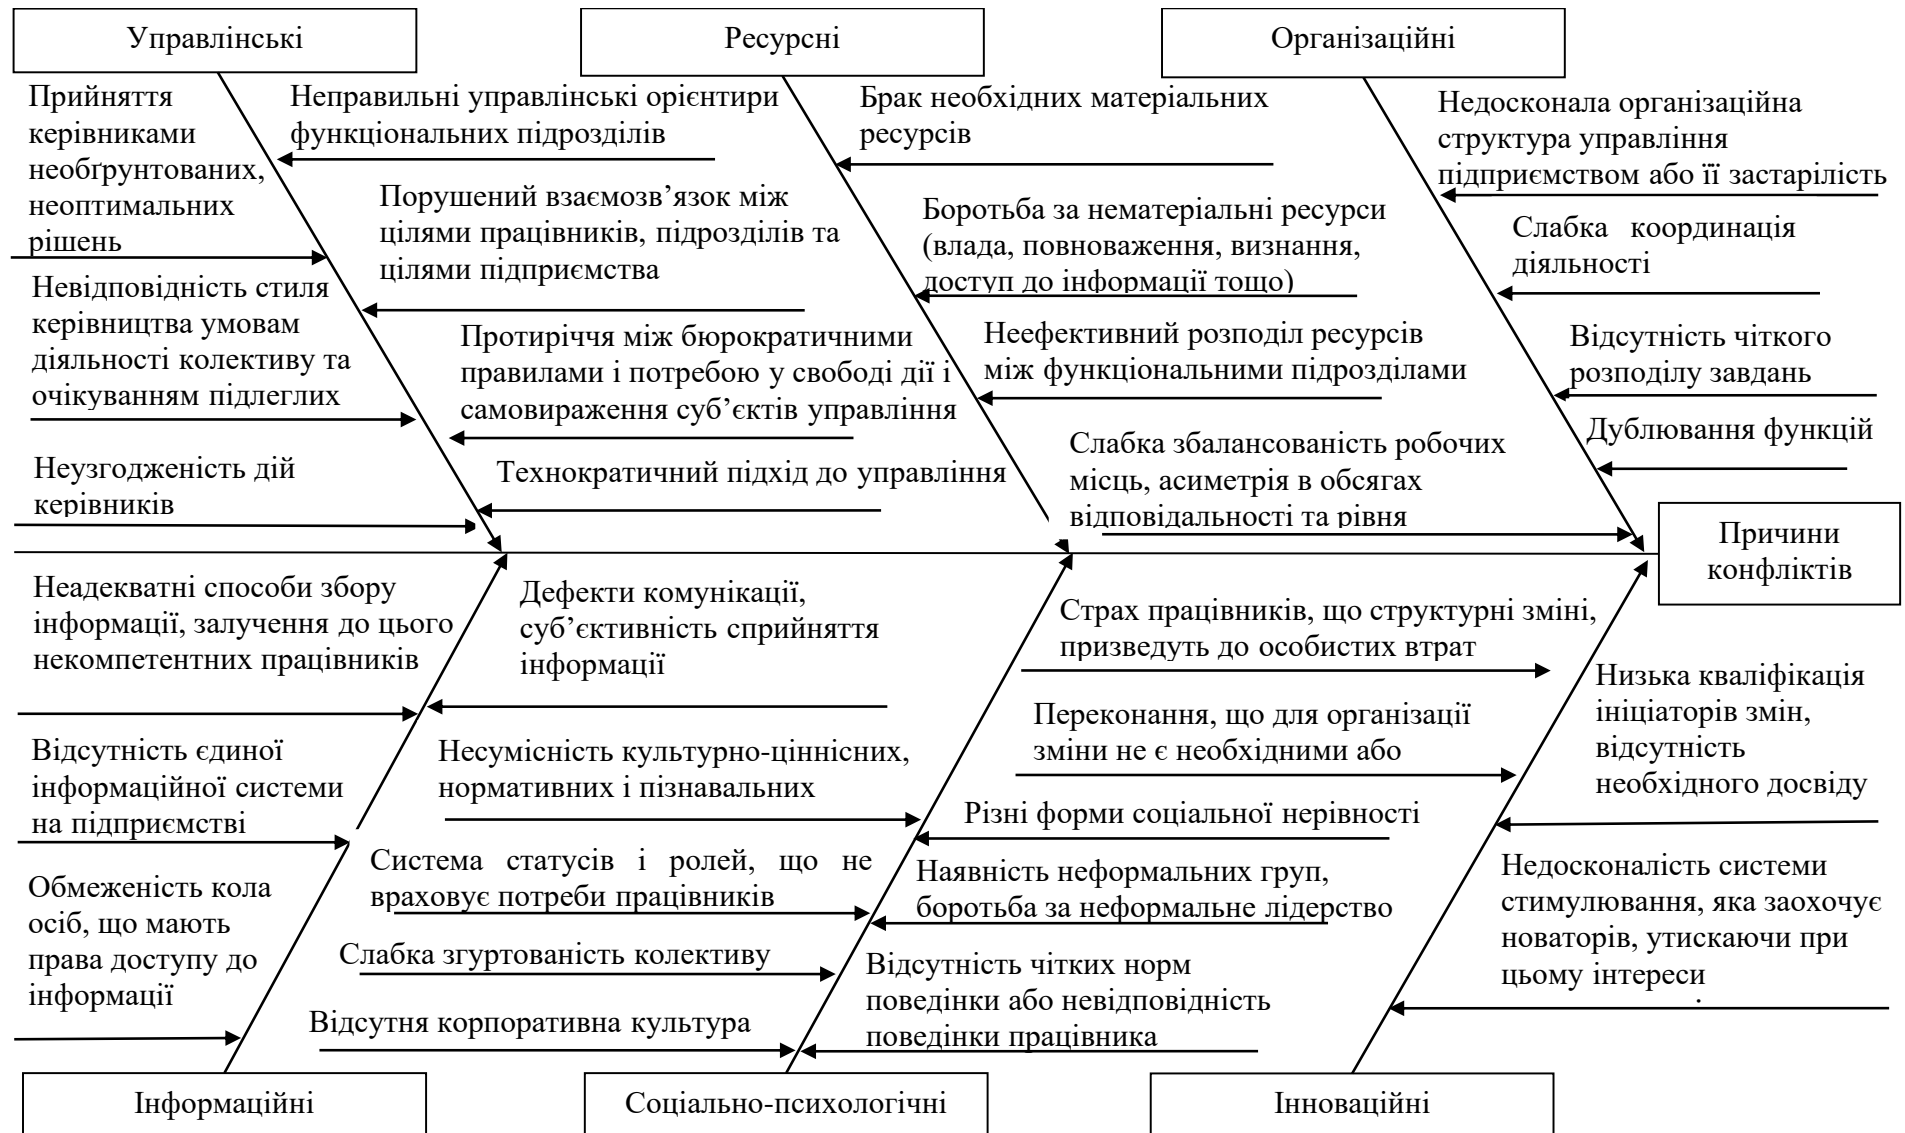 Управлінські
Ресурсні
Організаційні
Прийняття
керівниками
необґрунтованих,
неоптимальних
рішень
Неправильні управлінські орієнтири
функціональних підрозділів
Брак необхідних матеріальних
ресурсів
Недосконала організаційна
структура управління
підприємством або її застарілість
Порушений взаємозв’язок між
цілями працівників, підрозділів та
цілями підприємства
Боротьба за нематеріальні ресурси
(влада, повноваження, визнання,
доступ до інформації тощо)
Слабка координація
діяльності
Невідповідність стиля
керівництва умовам
діяльності колективу та
очікуванням підлеглих
Протиріччя між бюрократичними
правилами і потребою у свободі дії і
самовираження суб’єктів управління
Неефективний розподіл ресурсів
між функціональними підрозділами
Відсутність чіткого
розподілу завдань
Дублювання функцій
Неузгодженість дій
керівників
Технократичний підхід до управління
Слабка збалансованість робочих
місць, асиметрія в обсягах
відповідальності та рівня
Причини
конфліктів
Неадекватні способи збору
інформації, залучення до цього
некомпетентних працівників
Дефекти комунікації,
суб’єктивність сприйняття
інформації
Страх працівників, що структурні зміні,
призведуть до особистих втрат
Низька кваліфікація
ініціаторів змін,
відсутність
необхідного досвіду
Переконання, що для організації
зміни не є необхідними або
Відсутність єдиної
інформаційної системи
на підприємстві
Несумісність культурно-ціннісних,
нормативних і пізнавальних
Різні форми соціальної нерівності
Система статусів і ролей, що не
враховує потреби працівників
Наявність неформальних груп,
боротьба за неформальне лідерство
Недосконалість системи
стимулювання, яка заохочує
новаторів, утискаючи при
цьому інтереси
Обмеженість кола
осіб, що мають
права доступу до
інформації
Слабка згуртованість колективу
Відсутність чітких норм
поведінки або невідповідність
поведінки працівника
Відсутня корпоративна культура
Інформаційні
Соціально-психологічні
Інноваційні